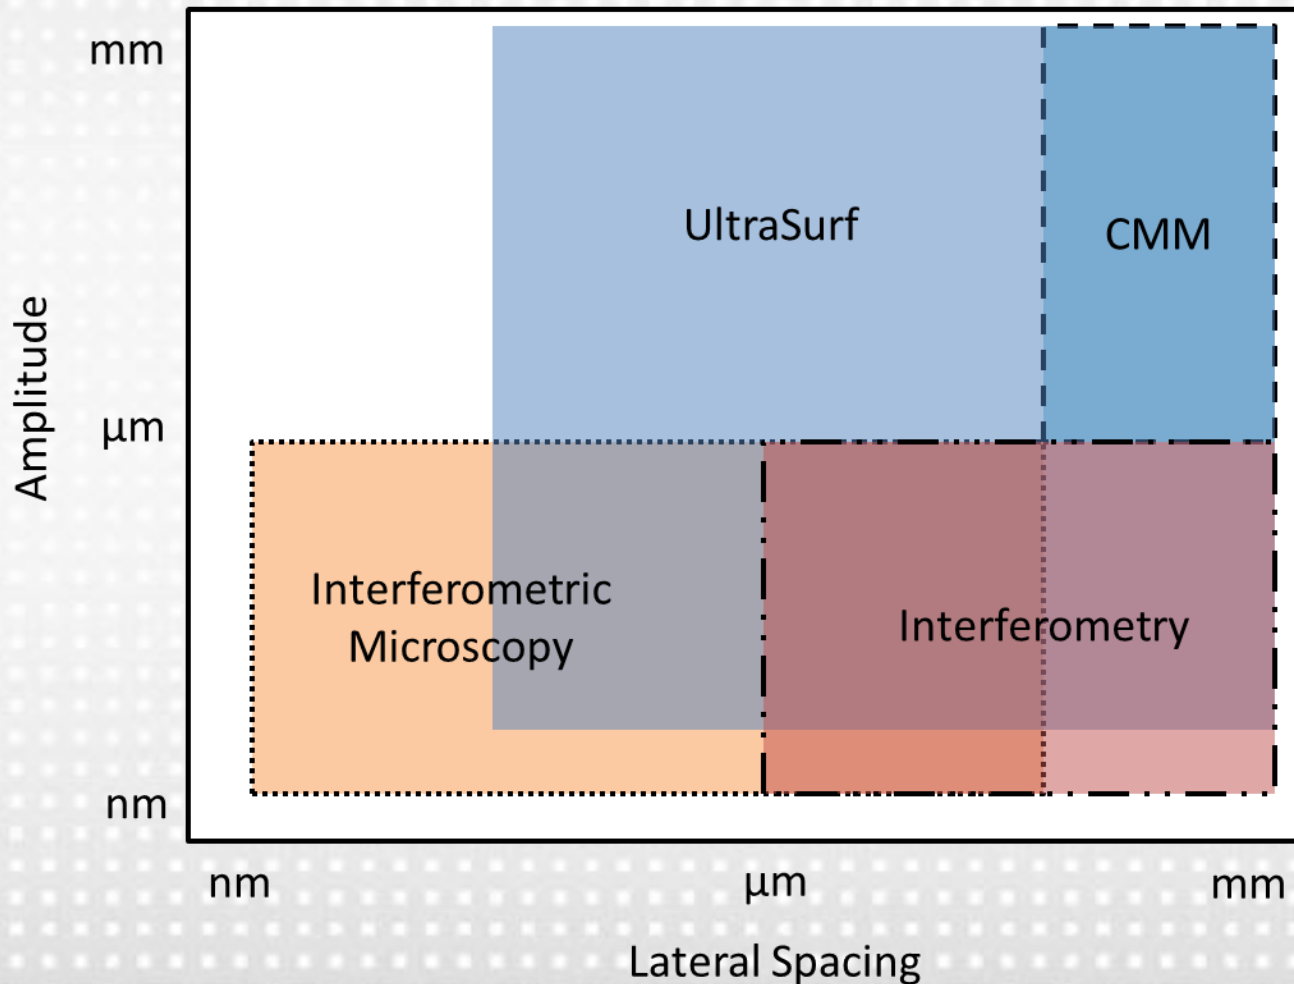 mm
UltraSurf
CMM
Amplitude
μm
Interferometric
Microscopy
Interferometry
nm
nm
μm
mm
Lateral Spacing